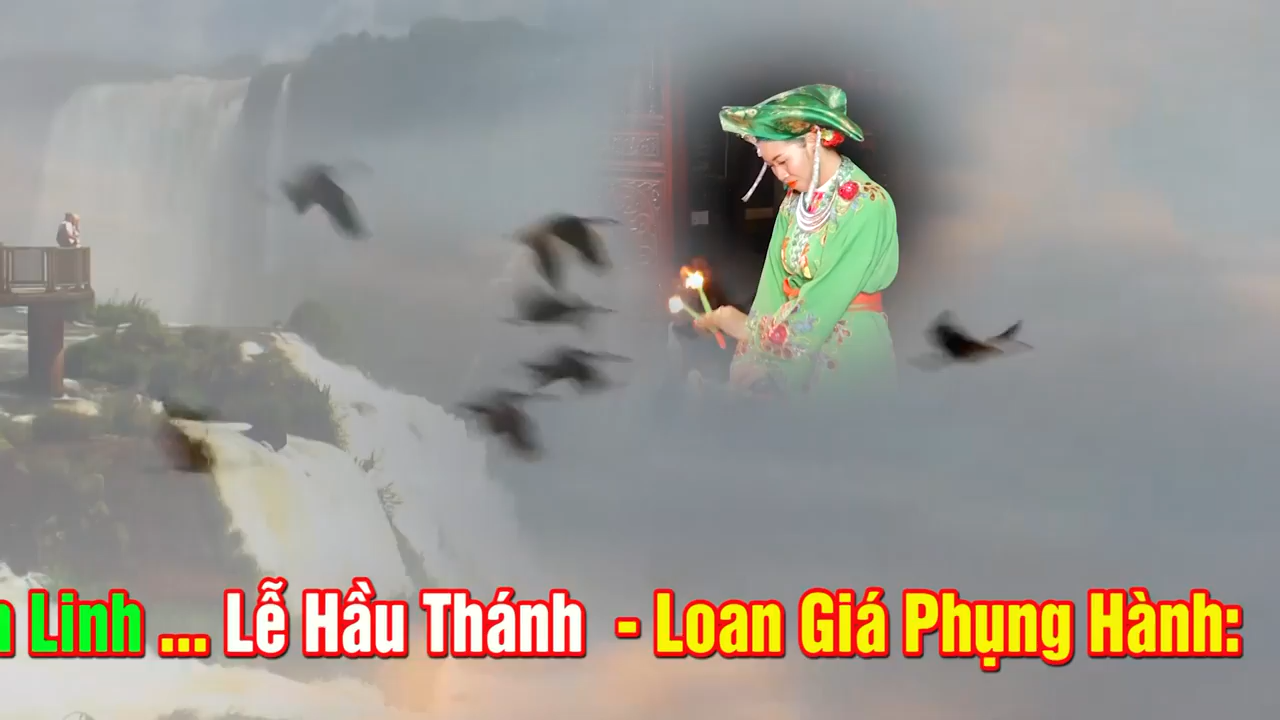 Linh ... Lễ Hầu Thánh - Loan Giá Phụng Hành: